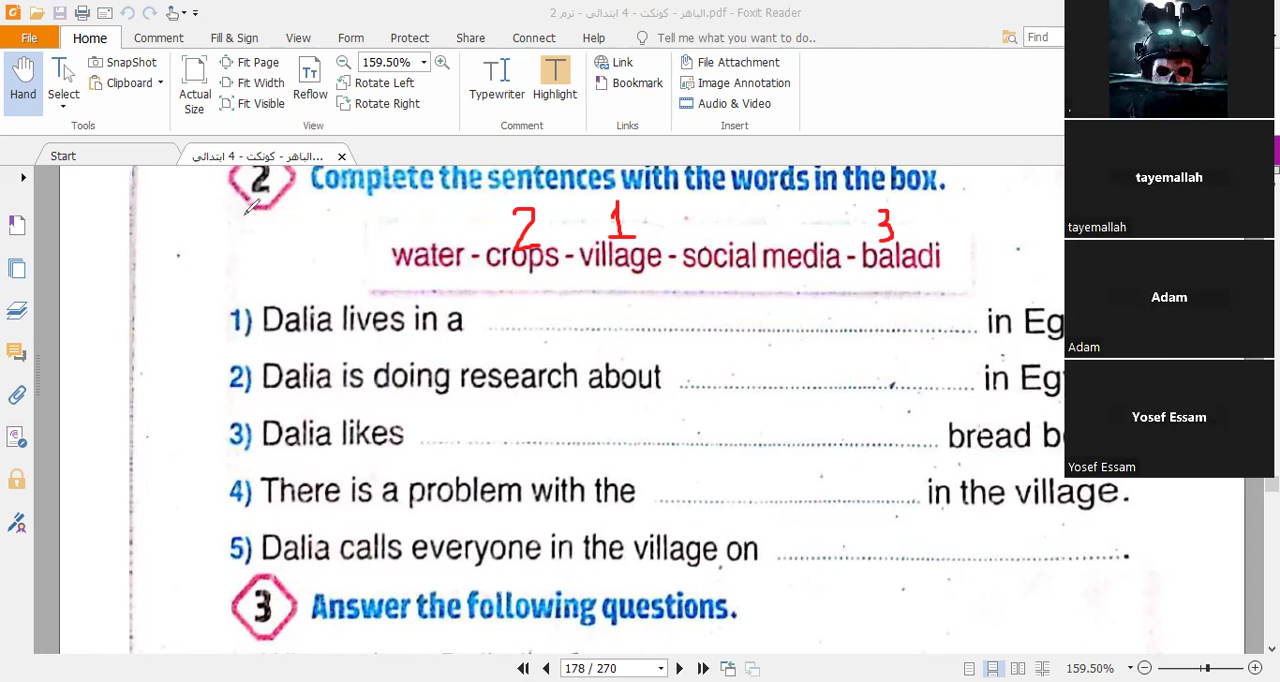 2 الباهر - كونكت - 4 ابتدائي - ترم.pdf - Foxit Reader
File Home Comment Fill & Sign View Form Protect Share Connect Help Tell me what you want to do.. Find
Hand
Select
SnapShot
Clipboard
Tools
Actual Size
Fit Page
Fit Width
Fit Visible
Reflow
159.50%
Rotate Left
Rotate Right
View
Typewriter
Highlight
Comment
Link
Bookmark
Links
File Attachment
Image Annotation
Audio & Video
Insert
Start
الباهر - كونكت - 4 ابتدائي...
2 Complete the sentences with the words in the box.
2 1 3
water - crops - village - social media - baladi
1) Dalia lives in a .......... in Eg
2) Dalia is doing research about .......... in Eg
3) Dalia likes .......... bread b
4) There is a problem with the .......... in the village.
5) Dalia calls everyone in the village on .......... .
3 Answer the following questions.
.
tayemallah
tayemallah
Adam
Adam
Yosef Essam
Yosef Essam
178 / 270
159.50%